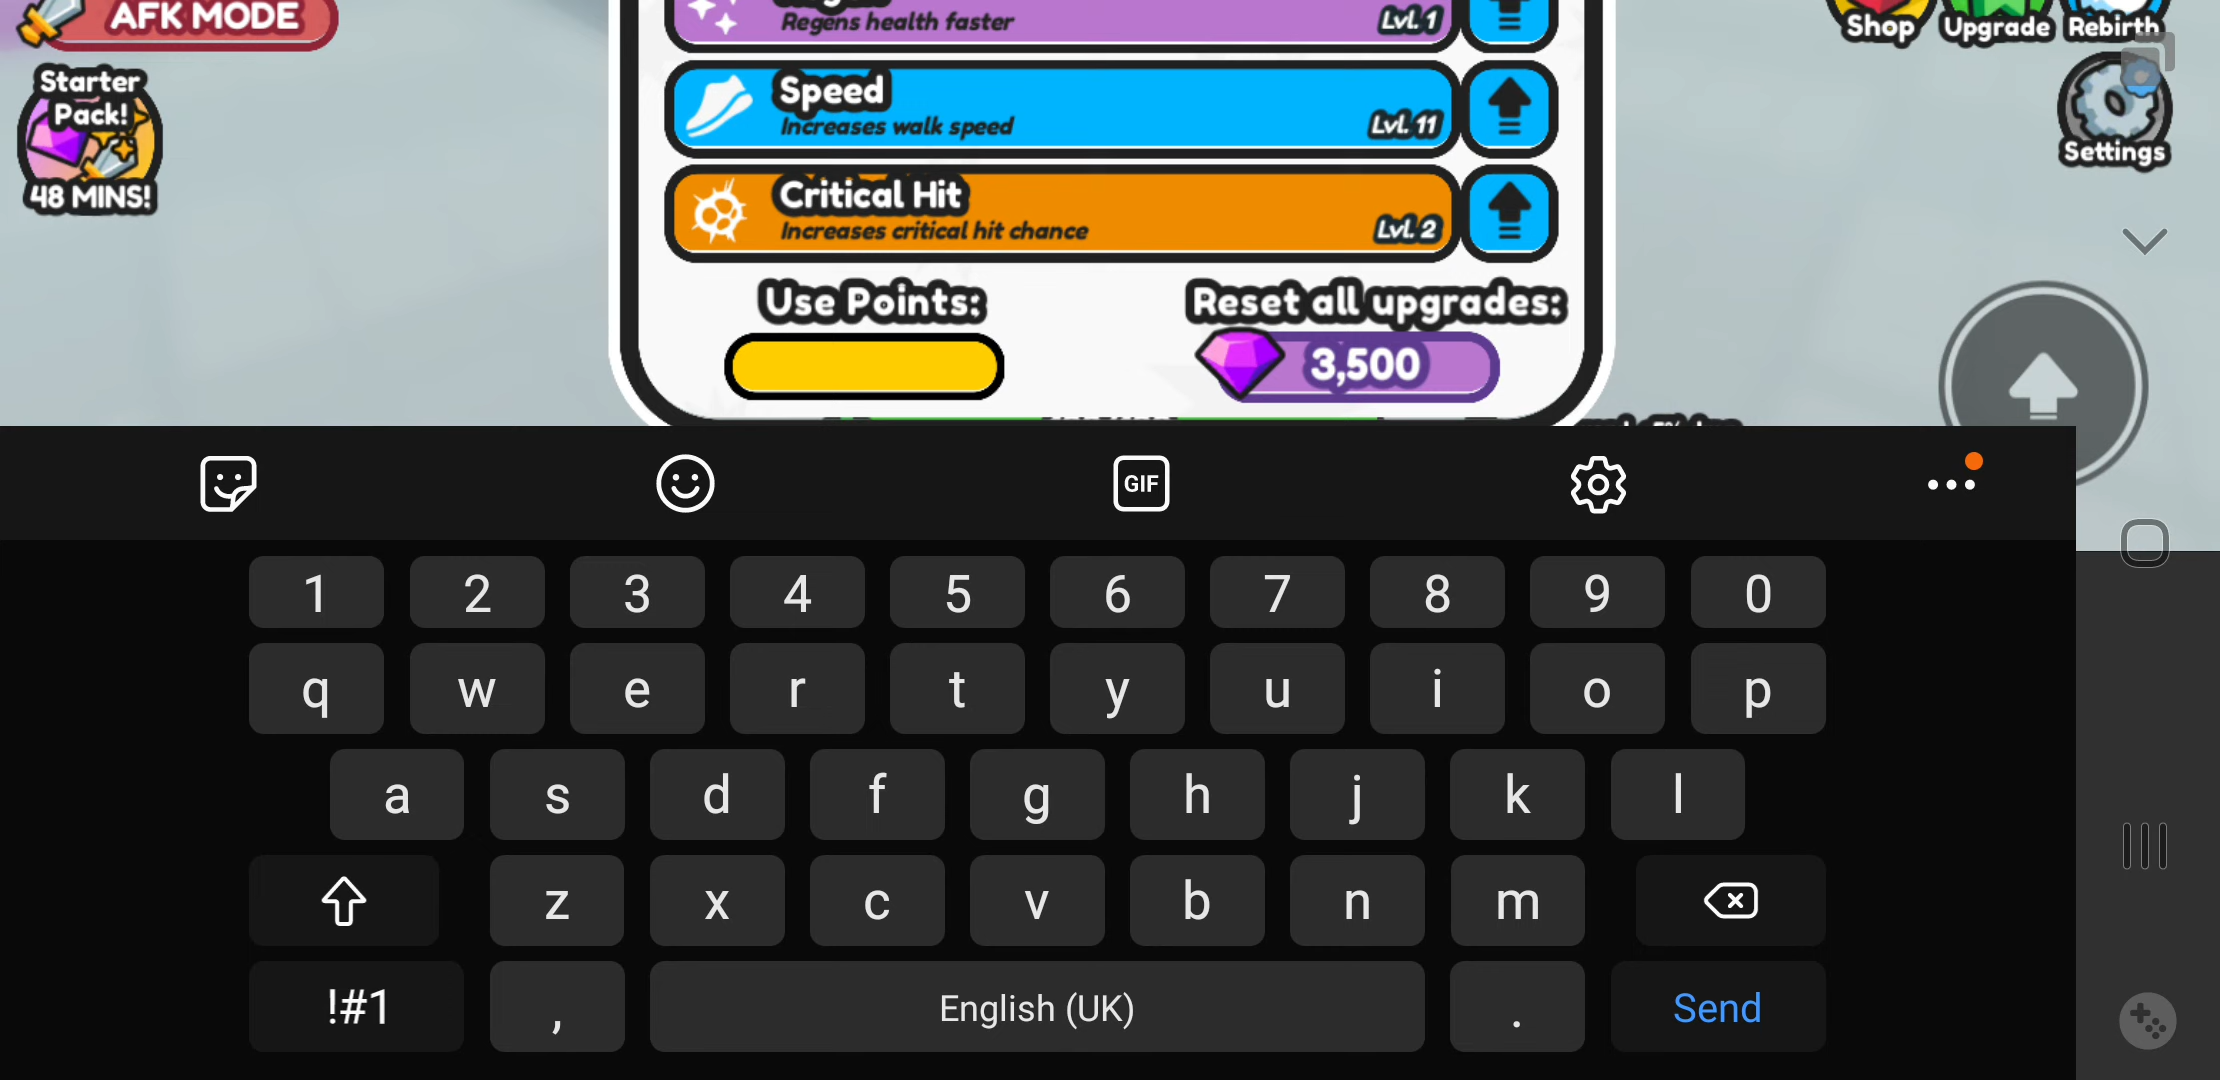 AFK MODE
Regens health faster
Lvl. 1
Shop
Upgrade
Rebirth
Starter
Pack!
48 MINS!
Speed
Increases walk speed
Lvl. 11
Settings
Critical Hit
Increases critical hit chance
Lvl. 2
Use Points:
Reset all upgrades:
3,500
GIF
1 2 3 4 5 6 7 8 9 0
q w e r t y u i o p
a s d f g h j k l
z x c v b n m
!#1 , English (UK) . Send